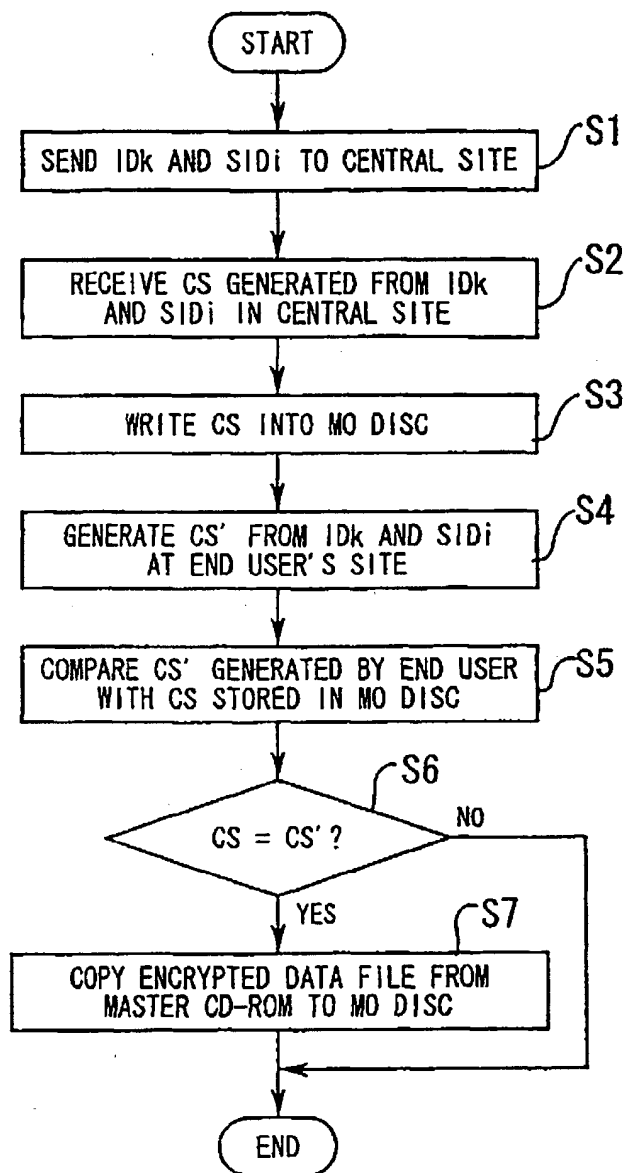 START
SEND IDk AND SIDi TO CENTRAL SITE
S1
RECEIVE CS GENERATED FROM IDk
AND SIDi IN CENTRAL SITE
S2
WRITE CS INTO MO DISC
S3
GENERATE CS' FROM IDk AND SIDi
AT END USER'S SITE
S4
COMPARE CS' GENERATED BY END USER
WITH CS STORED IN MO DISC
S5
CS = CS'?
S6
NO
YES
COPY ENCRYPTED DATA FILE FROM
MASTER CD-ROM TO MO DISC
S7
END